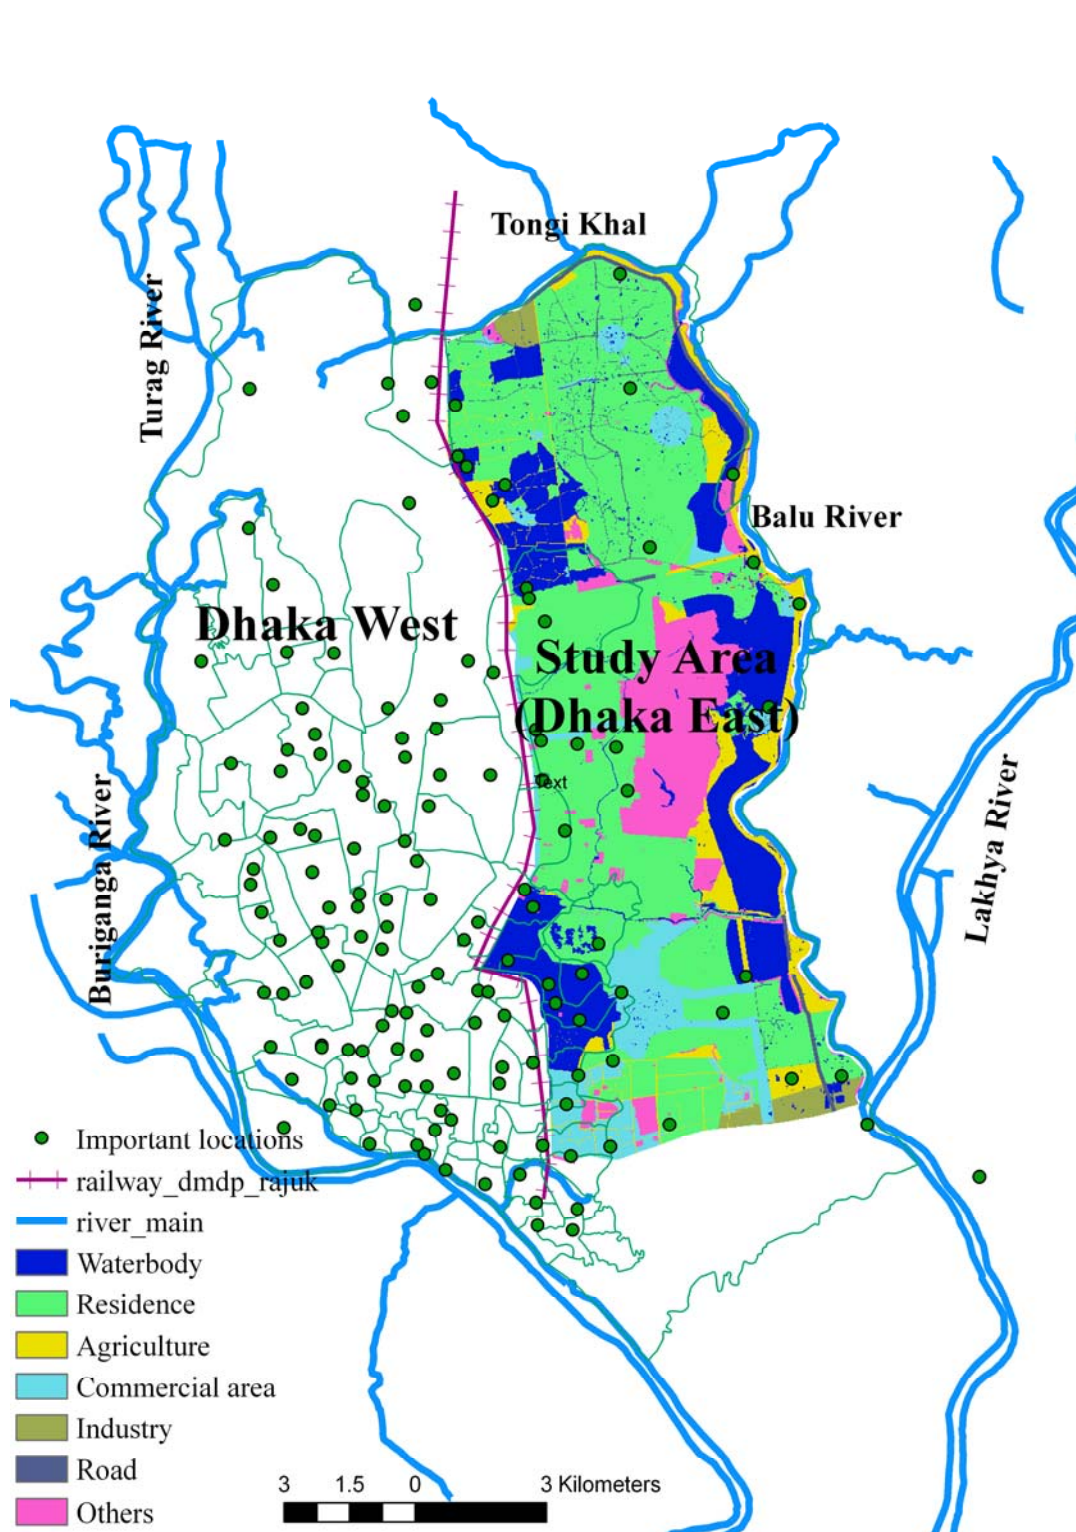 Tongi Khal
Turag River
Balu River
Dhaka West
Study Area
(Dhaka East)
Text
Buriganga River
Lakhya River
Important locations
railway_dmdp_rajuk
river_main
Waterbody
Residence
Agriculture
Commercial area
Industry
Road
Others
3 1.5 0 3 Kilometers